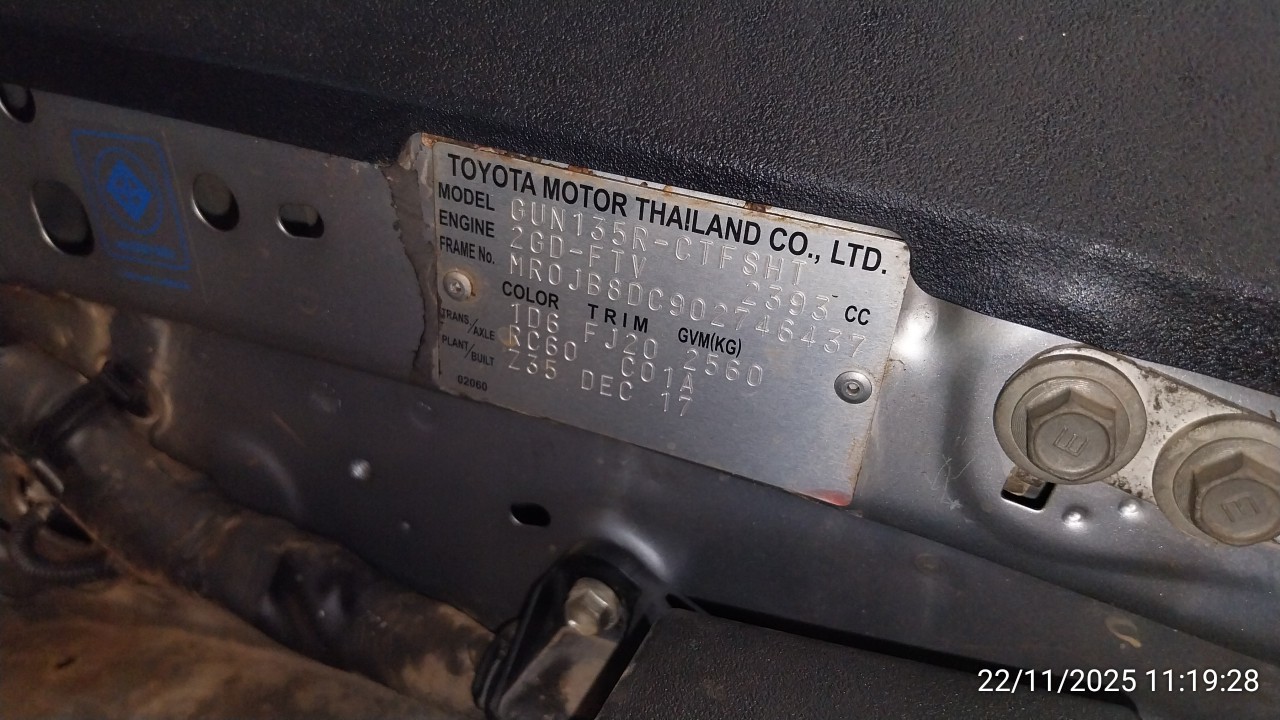 TOYOTA MOTOR THAILAND CO., LTD.
MODEL GUN135R-CTFSHT
ENGINE 2GD-FTV 2393 CC
FRAME No. MR0JB8DC902746437
COLOR TRIM GVM(KG)
1D6 FJ20 2560
TRANS/AXLE RC60 C01A
PLANT/BUILT Z35 DEC 17
02060
E
E
22/11/2025 11:19:28